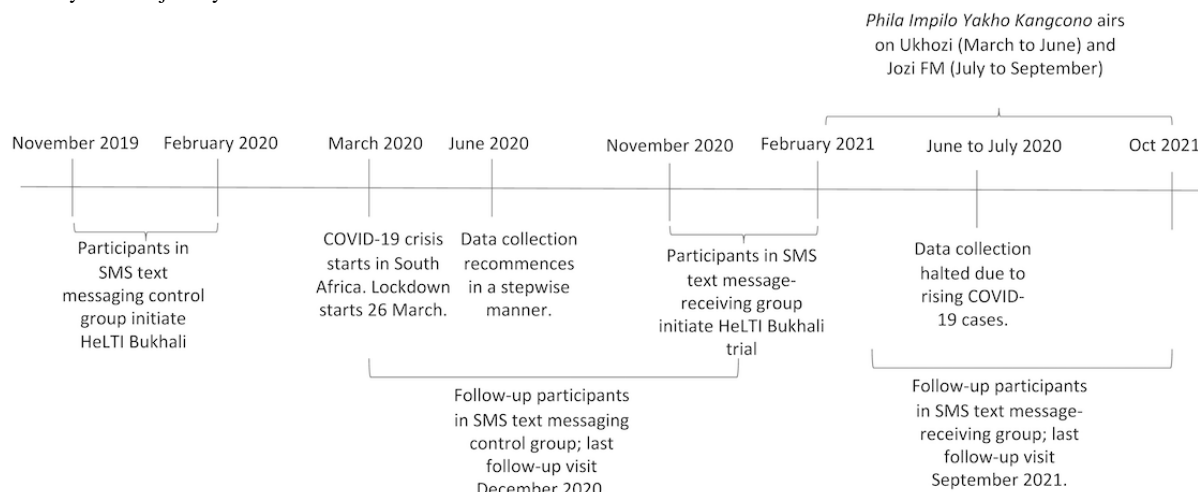 Phila Impilo Yakho Kangcono airs
on Ukhozi (March to June) and
Jozi FM (July to September)
November 2019
February 2020
March 2020
June 2020
November 2020
February 2021
June to July 2020
Oct 2021
Participants in
SMS text
messaging control
group initiate
HeLTI Bukhali
COVID-19 crisis
starts in South
Africa. Lockdown
starts 26 March.
Data collection
recommences
in a stepwise
manner.
Participants in SMS
text message-
receiving group
initiate HeLTI Bukhali
trial
Data collection
halted due to
rising COVID-
19 cases.
Follow-up participants
in SMS text messaging
control group; last
follow-up visit
December 2020
Follow-up participants
in SMS text message-
receiving group; last
follow-up visit
September 2021.